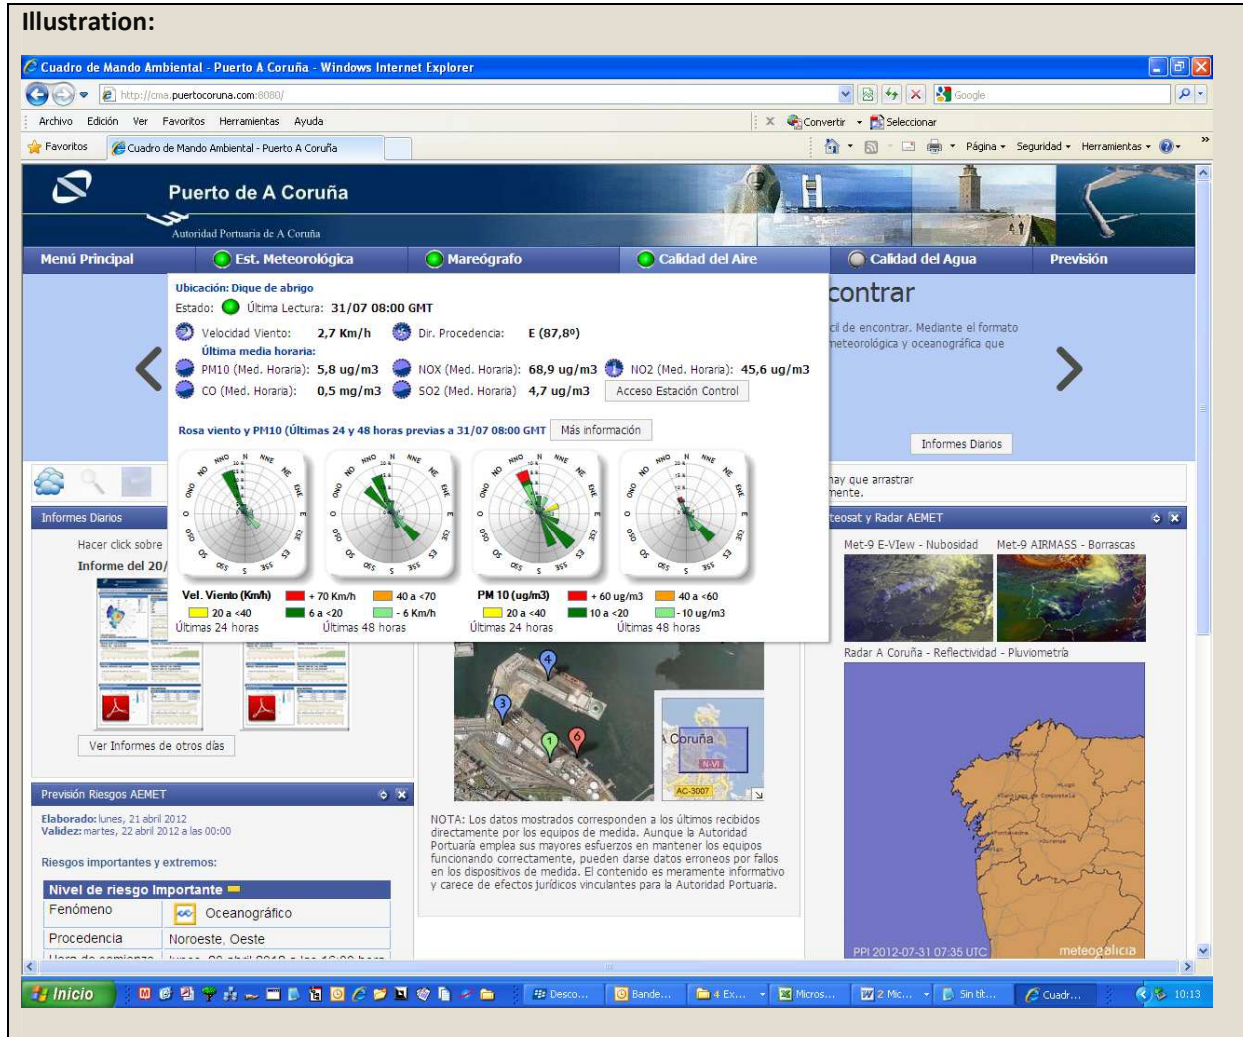 Illustration:
Cuadro de Mando Ambiental - Puerto A Coruña - Windows Internet Explorer
http://cma.puertocoruna.com:8080/
Google
Archivo Edición Ver Favoritos Herramientas Ayuda
Convertir Seleccionar
Favoritos Cuadro de Mando Ambiental - Puerto A Coruña
Página Seguridad Herramientas
Puerto de A Coruña
Autoridad Portuaria de A Coruña
Menú Principal Est. Meteorológica Mareógrafo Calidad del Aire Calidad del Agua Previsión
Ubicación: Dique de abrigo
Estado: Última Lectura: 31/07 08:00 GMT
Velocidad Viento: 2,7 Km/h Dir. Procedencia: E (87,8º)
Última media horaria:
PM10 (Med. Horaria): 5,8 ug/m3 NOX (Med. Horaria): 68,9 ug/m3 NO2 (Med. Horaria): 45,6 ug/m3
CO (Med. Horaria): 0,5 mg/m3 SO2 (Med. Horaria) 4,7 ug/m3 Acceso Estación Control
Rosa viento y PM10 (Últimas 24 y 48 horas previas a 31/07 08:00 GMT Más información
Vel. Viento (Km/h) + 70 Km/h 40 a <70
20 a <40 6 a <20 - 6 Km/h
Últimas 24 horas Últimas 48 horas
PM 10 (ug/m3) + 60 ug/m3 40 a <60
20 a <40 10 a <20 -10 ug/m3
Últimas 24 horas Últimas 48 horas
contrar
cil de encontrar. Mediante el formato
meteorológica y oceanográfica que
Informes Diarios
hay que arrastrar
mente.
Informes Diarios
Hacer click sobre
Informe del 20/
Ver Informes de otros días
Previsión Riesgos AEMET
Elaborado: lunes, 21 abril 2012
Validez: martes, 22 abril 2012 a las 00:00
Riesgos importantes y extremos:
Nivel de riesgo Importante
Fenómeno Oceanográfico
Procedencia Noroeste, Oeste
4
3
1
6
A Coruña
N-VI
AC-3007
NOTA: Los datos mostrados corresponden a los últimos recibidos
directamente por los equipos de medida. Aunque la Autoridad
Portuaria emplea sus mayores esfuerzos en mantener los equipos
funcionando correctamente, pueden darse datos erroneos por fallos
en los dispositivos de medida. El contenido es meramente informativo
y carece de efectos jurídicos vinculantes para la Autoridad Portuaria.
teosat y Radar AEMET
Met-9 E-VIew - Nubosidad Met-9 AIRMASS - Borrascas
Radar A Coruña - Reflectividad - Pluviometría
PPI 2012-07-31 07:35 UTC meteogalicia
Inicio Desco... Bande... 4 Ex... Micros... 2 Mic... Sin tít... Cuadr... 10:13